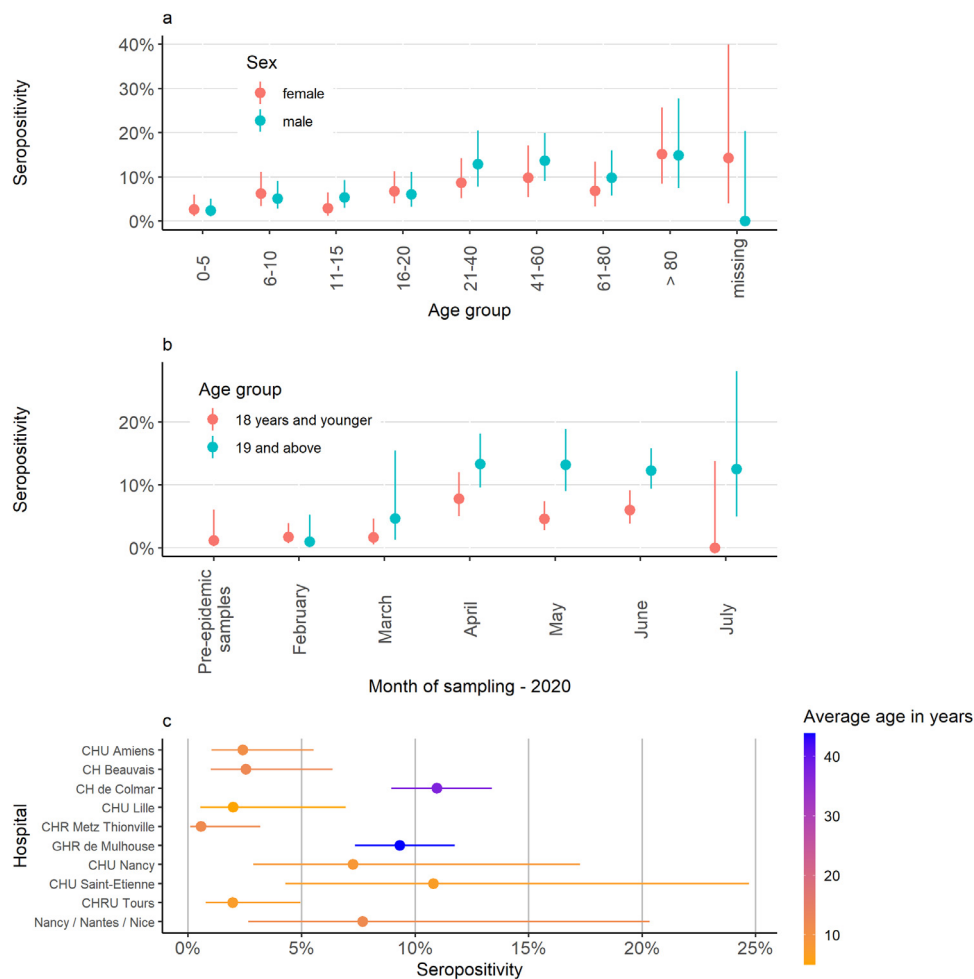 a
Seropositivity
40%
30%
20%
10%
0%
Sex
female
male
0-5
6-10
11-15
16-20
21-40
41-60
61-80
> 80
missing
Age group
b
Seropositivity
20%
10%
0%
Age group
18 years and younger
19 and above
Pre-epidemic
samples
February
March
April
May
June
July
Month of sampling - 2020
c
Hospital
CHU Amiens
CH Beauvais
CH de Colmar
CHU Lille
CHR Metz Thionville
GHR de Mulhouse
CHU Nancy
CHU Saint-Etienne
CHRU Tours
Nancy / Nantes / Nice
0%
5%
10%
15%
20%
25%
Seropositivity
Average age in years
40
30
20
10